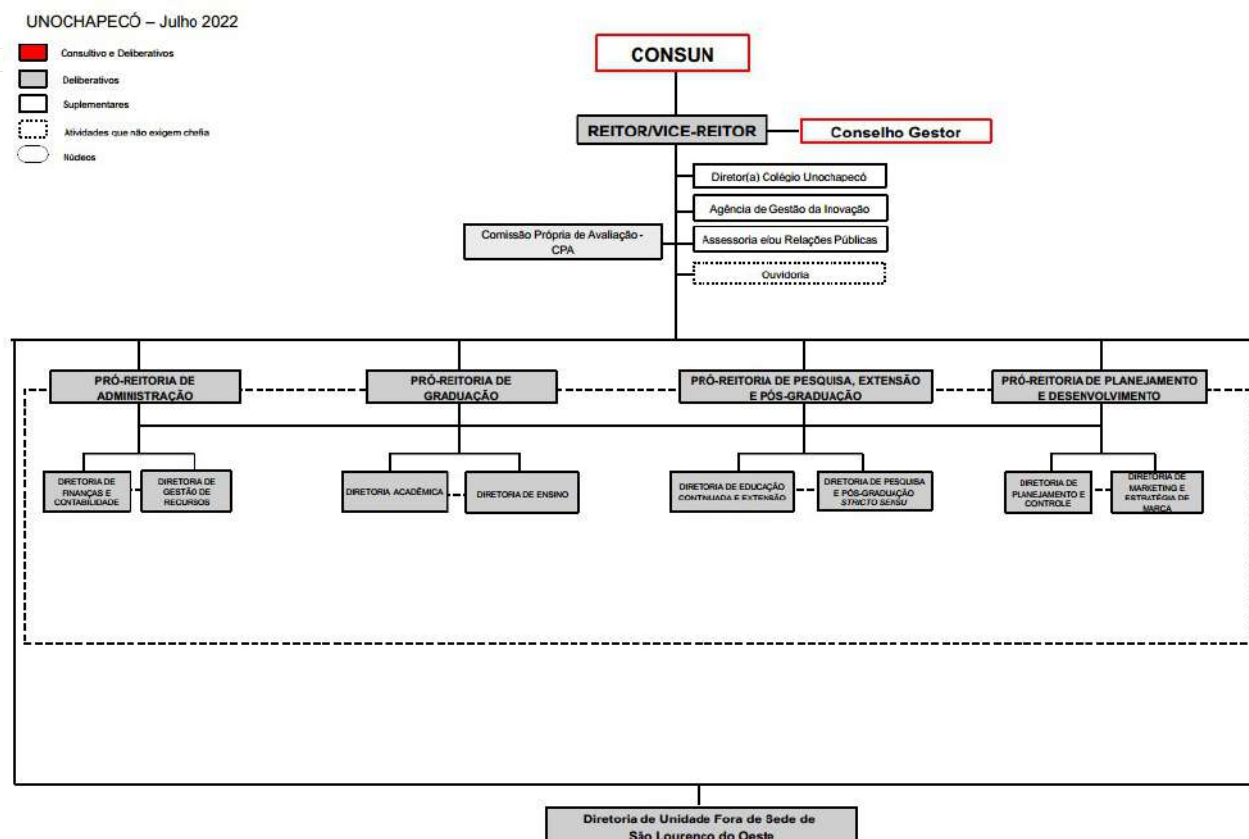 UNOCHAPECÓ – Julho 2022
Consultivo e Deliberativos
Deliberativos
Suplementares
Atividades que não exigem chefia
Núcleos
CONSUN
REITOR/VICE-REITOR
Conselho Gestor
Diretor(a) Colégio Unochapecó
Agência de Gestão da Inovação
Comissão Própria de Avaliação -
CPA
Assessoria e/ou Relações Públicas
Ouvidoria
PRÓ-REITORIA DE
ADMINISTRAÇÃO
PRÓ-REITORIA DE
GRADUAÇÃO
PRÓ-REITORIA DE PESQUISA, EXTENSÃO
E PÓS-GRADUAÇÃO
PRÓ-REITORIA DE PLANEJAMENTO
E DESENVOLVIMENTO
DIRETORIA DE
FINANÇAS E
CONTABILIDADE
DIRETORIA DE
GESTÃO DE
RECURSOS
DIRETORIA ACADÊMICA
DIRETORIA DE ENSINO
DIRETORIA DE EDUCAÇÃO
CONTINUADA E EXTENSÃO
DIRETORIA DE PESQUISA
E PÓS-GRADUAÇÃO
STRICTO SENSU
DIRETORIA DE
PLANEJAMENTO E
CONTROLE
DIRETORIA DE
MARKETING E
ESTRATÉGIA DE
MARCA
Diretoria de Unidade Fora de Sede de
São Lourenço do Oeste